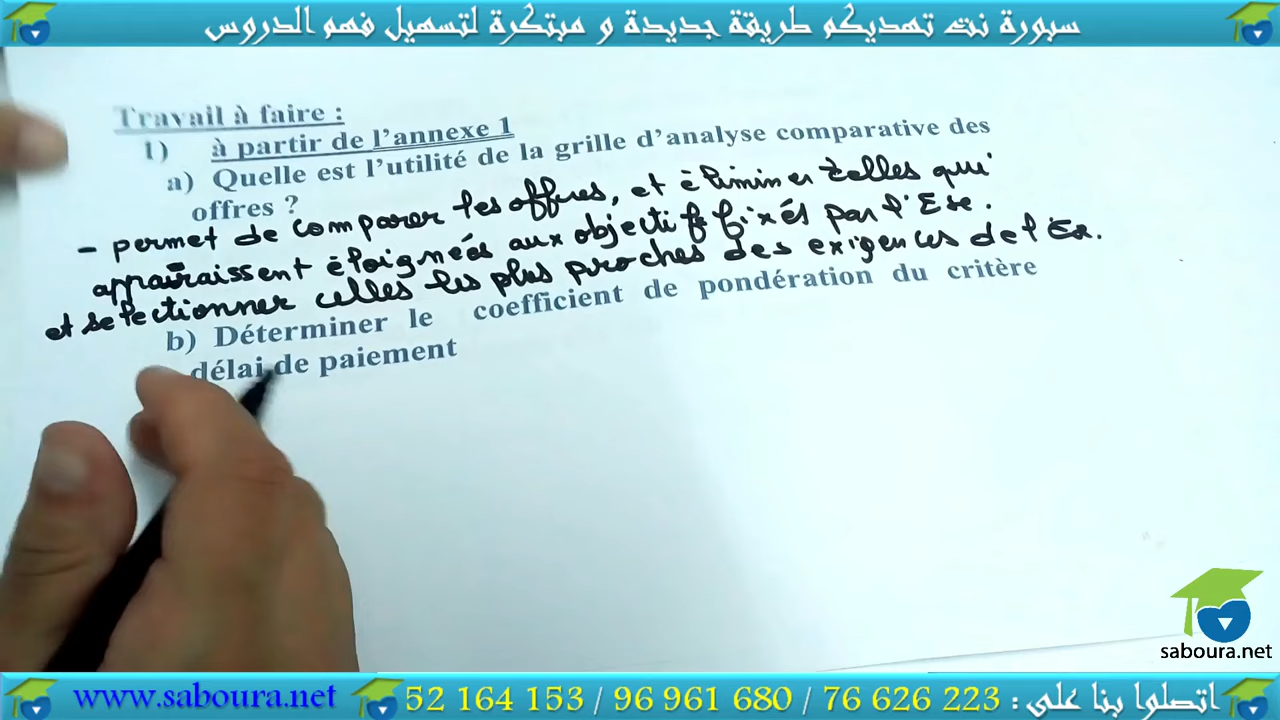 سبورة نت تهديكم طريقة جديدة و مبتكرة لتسهيل فهم الدروس
Travail à faire :
1) à partir de l'annexe 1
a) Quelle est l'utilité de la grille d'analyse comparative des
offres ?
- permet de comparer les offres, et éliminer celles qui
apparaissent éloignées aux objectifs fixés par l'Ese.
et selectionner celles les plus proches des exigences de l'Es.
b) Déterminer le coefficient de pondération du critère
délai de paiement
saboura.net
www.saboura.net 52 164 153 / 96 961 680 / 76 626 223 : اتصلوا بنا على